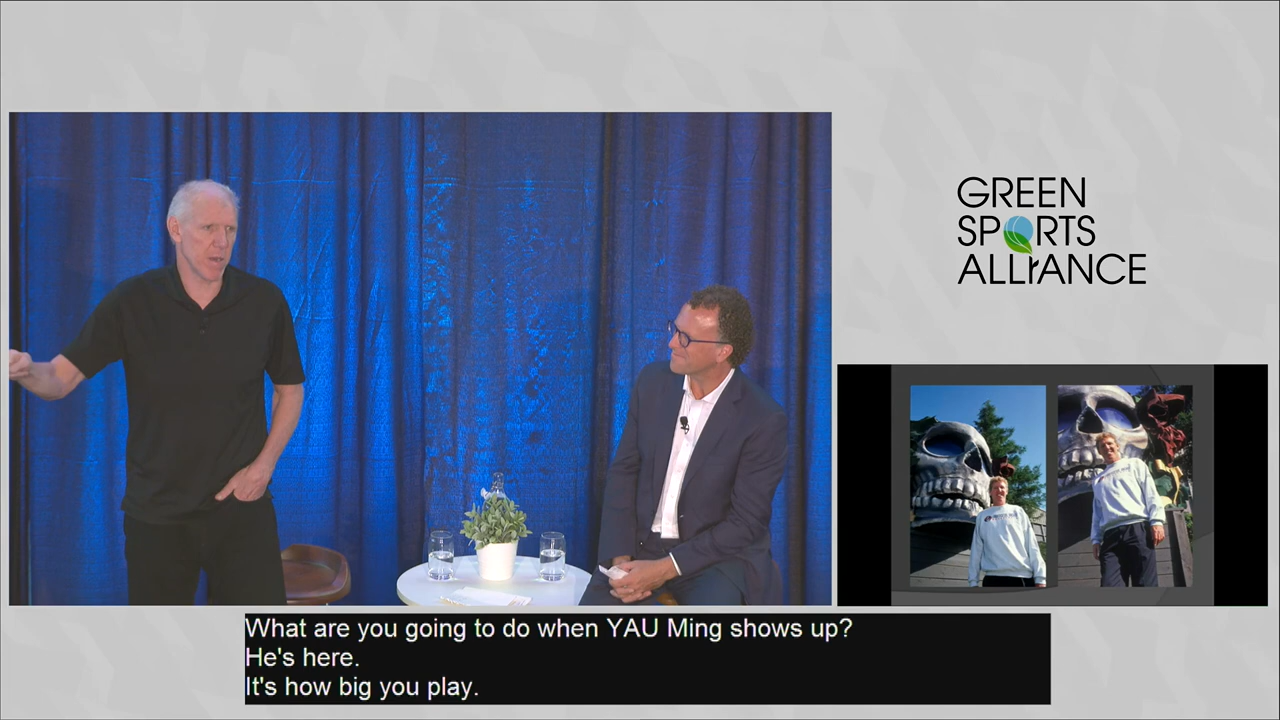 GREEN
SPORTS
ALLIANCE
What are you going to do when YAU Ming shows up?
He's here.
It's how big you play.